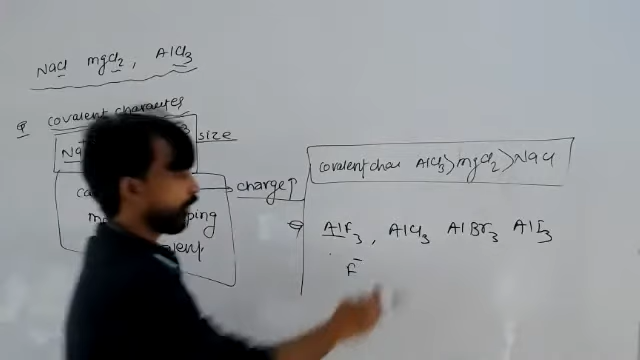 NaCl mgCl2, AlCl3
Q covalent character
size
charge↑
covalent char AlCl3>mgCl2>NaCl
Q AlF3, AlCl3 AlBr3 AlI3
F-